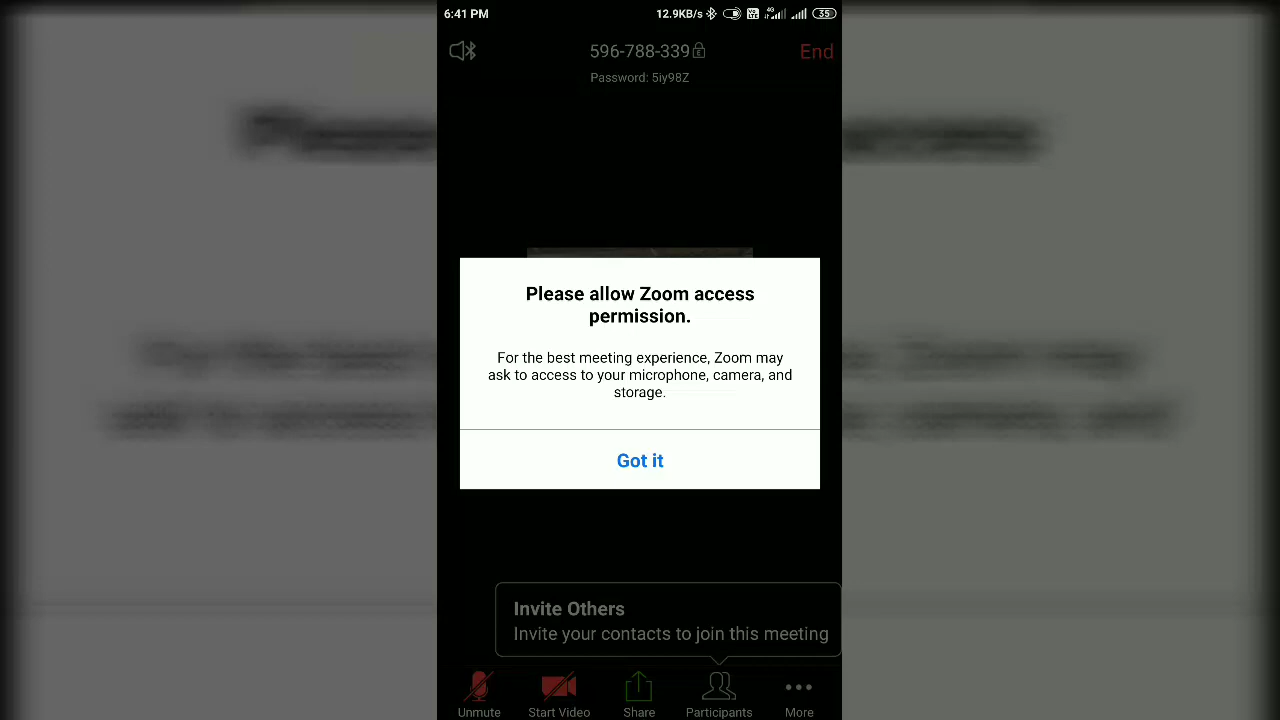 6:41 PM 12.9KB/s 4G 35
596-788-339
End
Password: 5iy98Z
Please allow Zoom access
permission.
For the best meeting experience, Zoom may
ask to access to your microphone, camera, and
storage.
Got it
Invite Others
Invite your contacts to join this meeting
Unmute Start Video Share Participants More